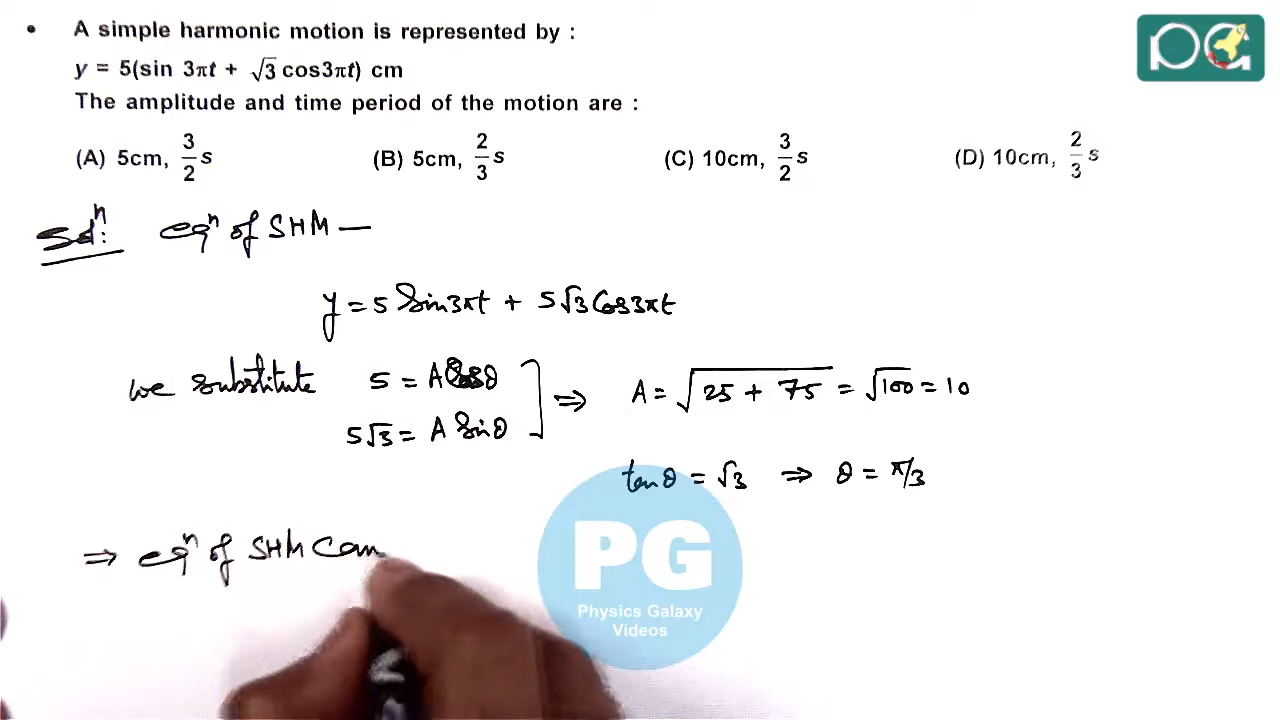 • A simple harmonic motion is represented by :
y = 5(sin 3πt + √3 cos3πt) cm
The amplitude and time period of the motion are :
(A) 5cm, 3/2 s (B) 5cm, 2/3 s (C) 10cm, 3/2 s (D) 10cm, 2/3 s
Solⁿ: eqⁿ of SHM —
y = 5 Sin3πt + 5√3 Cos3πt
we substitute 5 = A Cosθ
5√3 = A Sinθ
⇒ A = √(25 + 75) = √100 = 10
tanθ = √3 ⇒ θ = π/3
⇒ eqⁿ of SHM Can
PG
Physics Galaxy
Videos